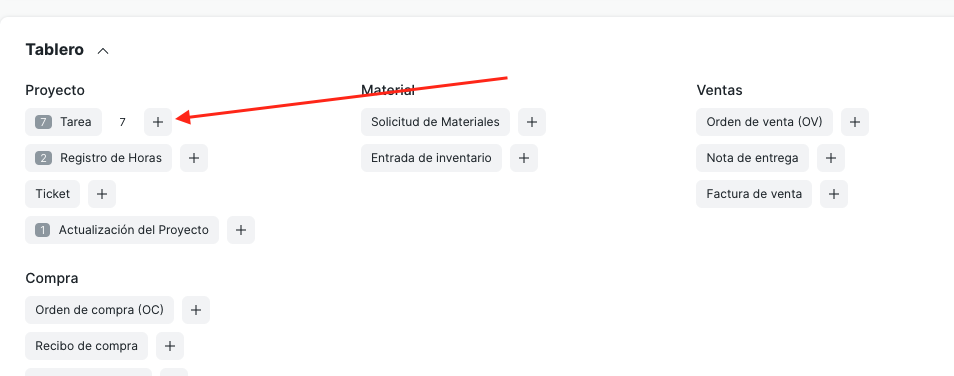 Tablero
Proyecto
7 Tarea 7 +
2 Registro de Horas +
Ticket +
1 Actualización del Proyecto +
Material
Solicitud de Materiales +
Entrada de inventario +
Ventas
Orden de venta (OV) +
Nota de entrega +
Factura de venta +
Compra
Orden de compra (OC) +
Recibo de compra +